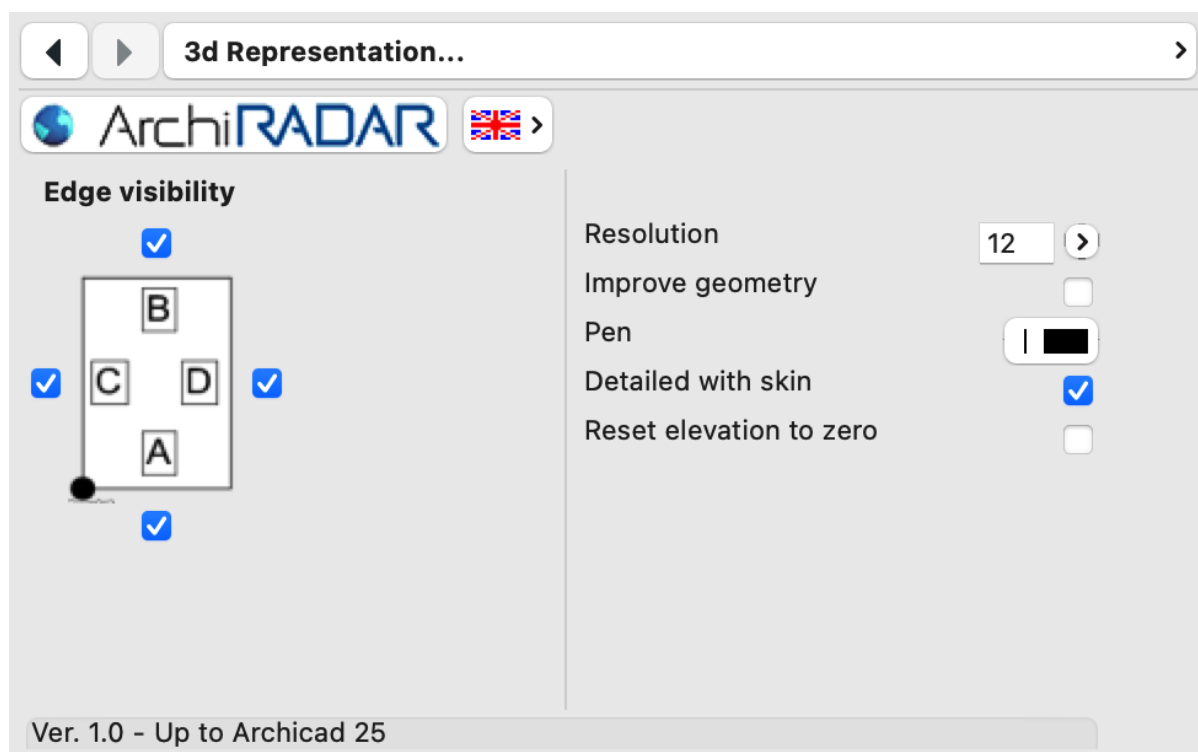 3d Representation...
ArchiRADAR
Edge visibility
B
C D
A
Resolution 12
Improve geometry
Pen
Detailed with skin
Reset elevation to zero
Ver. 1.0 - Up to Archicad 25